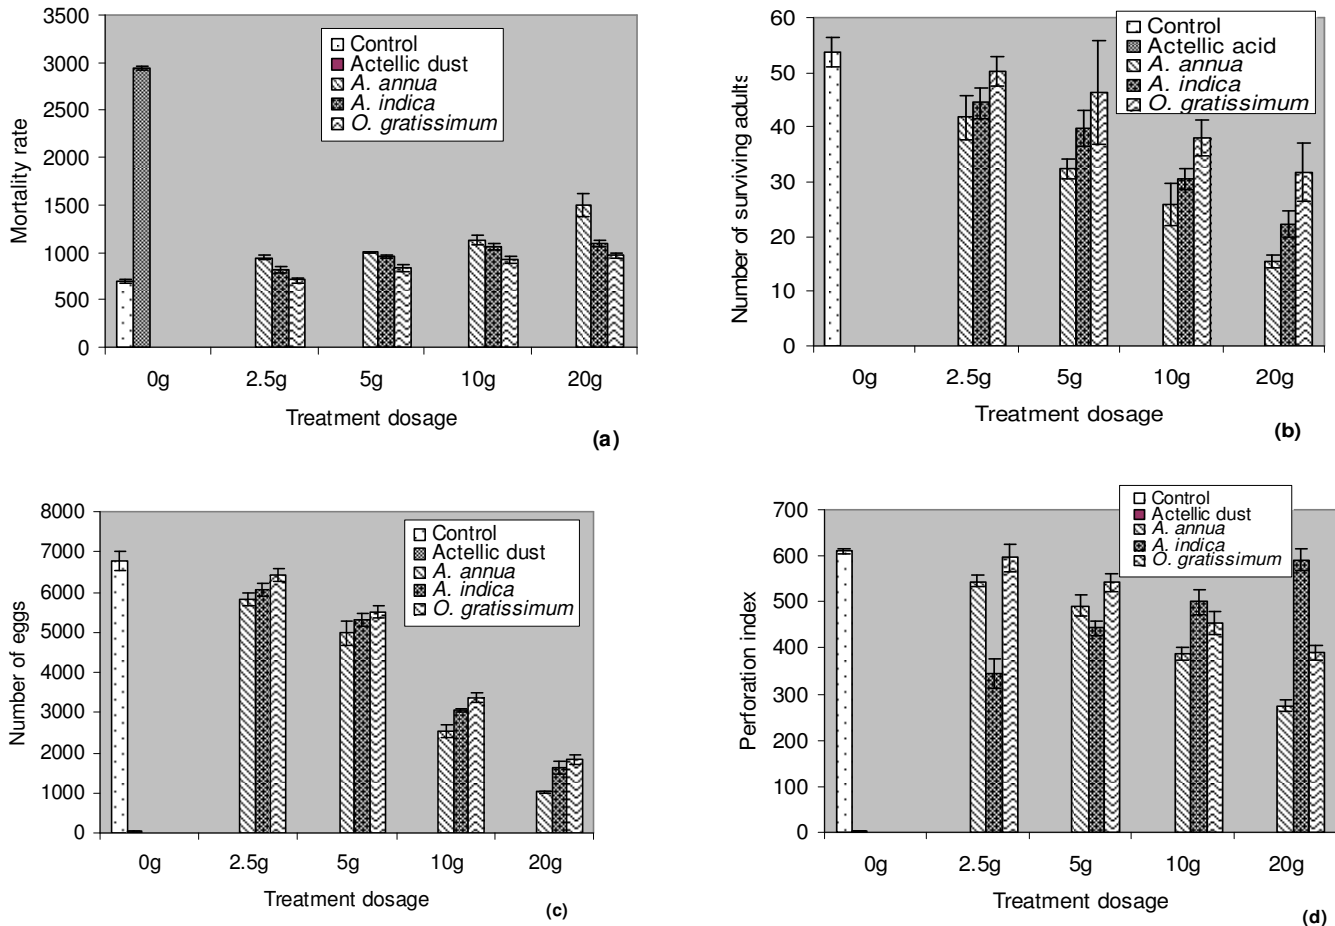 3500
3000
2500
2000
1500
1000
500
0
Mortality rate
Control
Actellic dust
A. annua
A. indica
O. gratissimum
0g 2.5g 5g 10g 20g
Treatment dosage
(a)
60
50
40
30
20
10
0
Number of surviving adults
Control
Actellic acid
A. annua
A. indica
O. gratissimum
0g 2.5g 5g 10g 20g
Treatment dosage
(b)
8000
7000
6000
5000
4000
3000
2000
1000
0
Number of eggs
Control
Actellic dust
A. annua
A. indica
O. gratissimum
0g 2.5g 5g 10g 20g
Treatment dosage
(c)
700
600
500
400
300
200
100
0
Perforation index
Control
Actellic dust
A. annua
A. indica
O. gratissimum
0g 2.5g 5g 10g 20g
Treatment dosage
(d)